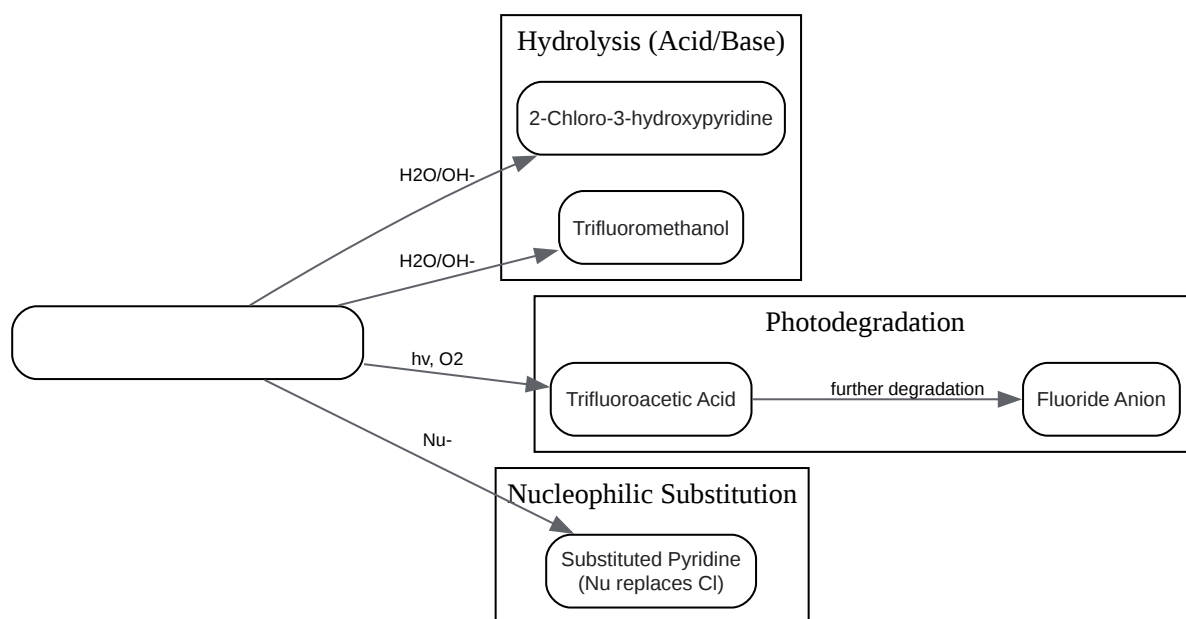 Hydrolysis (Acid/Base)
2-Chloro-3-hydroxypyridine
H2O/OH-
Trifluoromethanol
H2O/OH-
Photodegradation
hv, O2
Trifluoroacetic Acid
further degradation
Fluoride Anion
Nu-
Nucleophilic Substitution
Substituted Pyridine
(Nu replaces Cl)